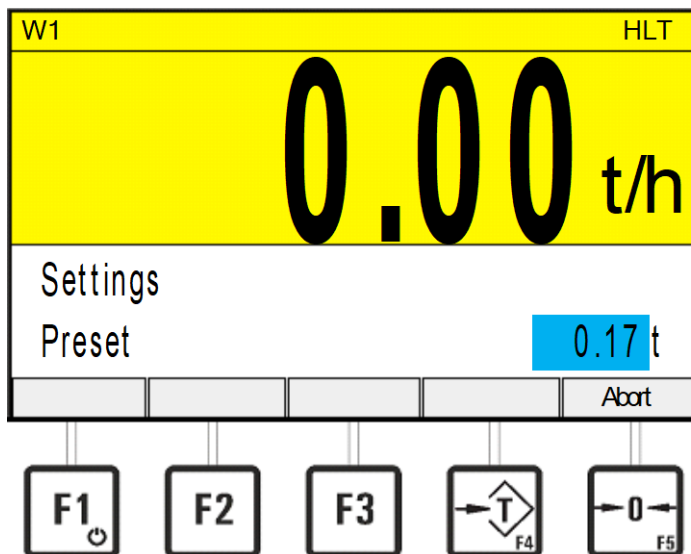 W1 HLT
0.00 t/h
Settings
Preset 0.17 t
Abort
F1 F2 F3 T F4 0 F5